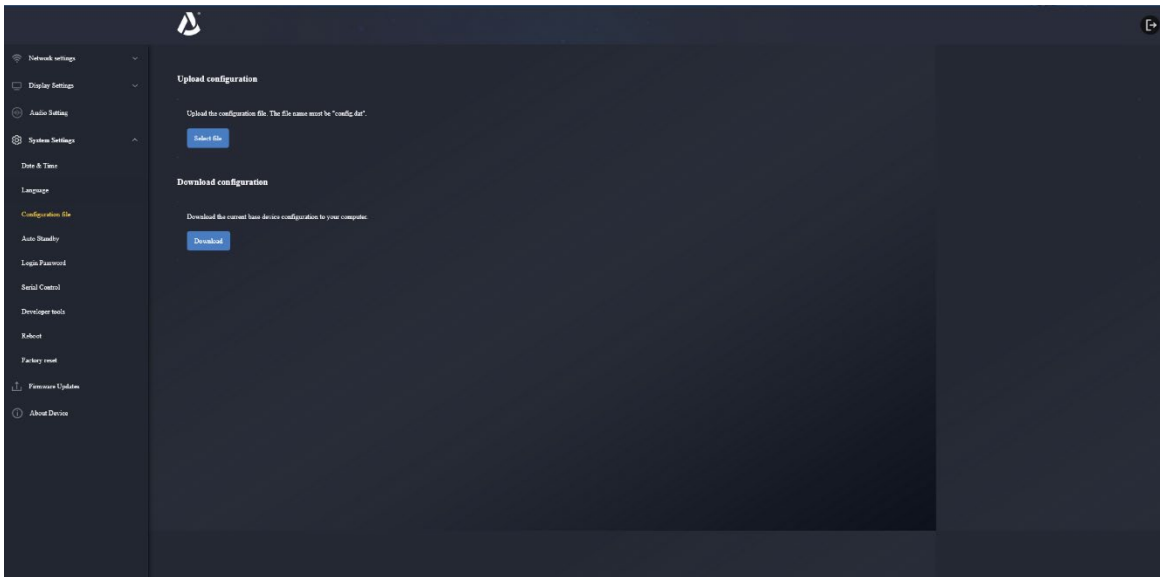 Network settings
Display Settings
Audio Setting
System Settings
Date & Time
Language
Configuration file
Auto Standby
Login Password
Serial Control
Developer tools
Reboot
Factory reset
Firmware Updates
About Device
Upload configuration
Upload the configuration file. The file name must be "config.dat".
Select file
Download configuration
Download the current base device configuration to your computer.
Download